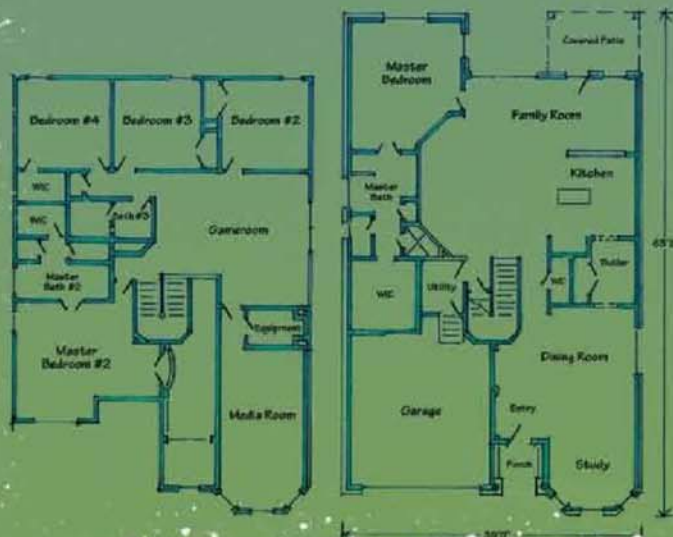 Bedroom #4
Bedroom #3
Bedroom #2
WIC
WIC
Bath #3
Gameroom
Master
Bath #2
Master
Bedroom #2
Equipment
Media Room
Covered Patio
Master
Bedroom
Family Room
Kitchen
Master
Bath
WIC
Utility
Butler
Dining Room
Garage
Entry
Porch
Study